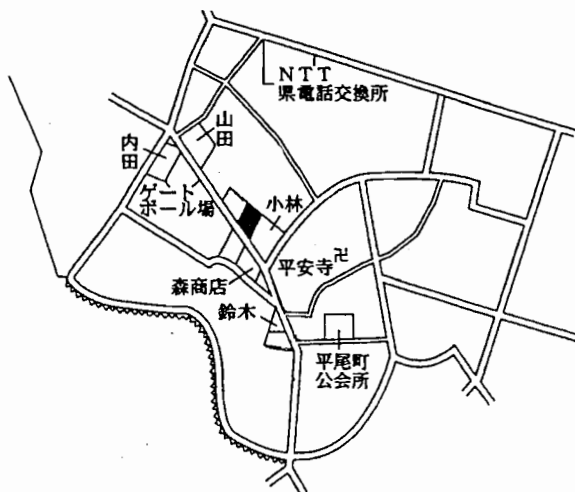 NTT
県電話交換所
山田
内田
ゲート
ボール場
小林
平安寺
森商店
鈴木
平尾町
公会所